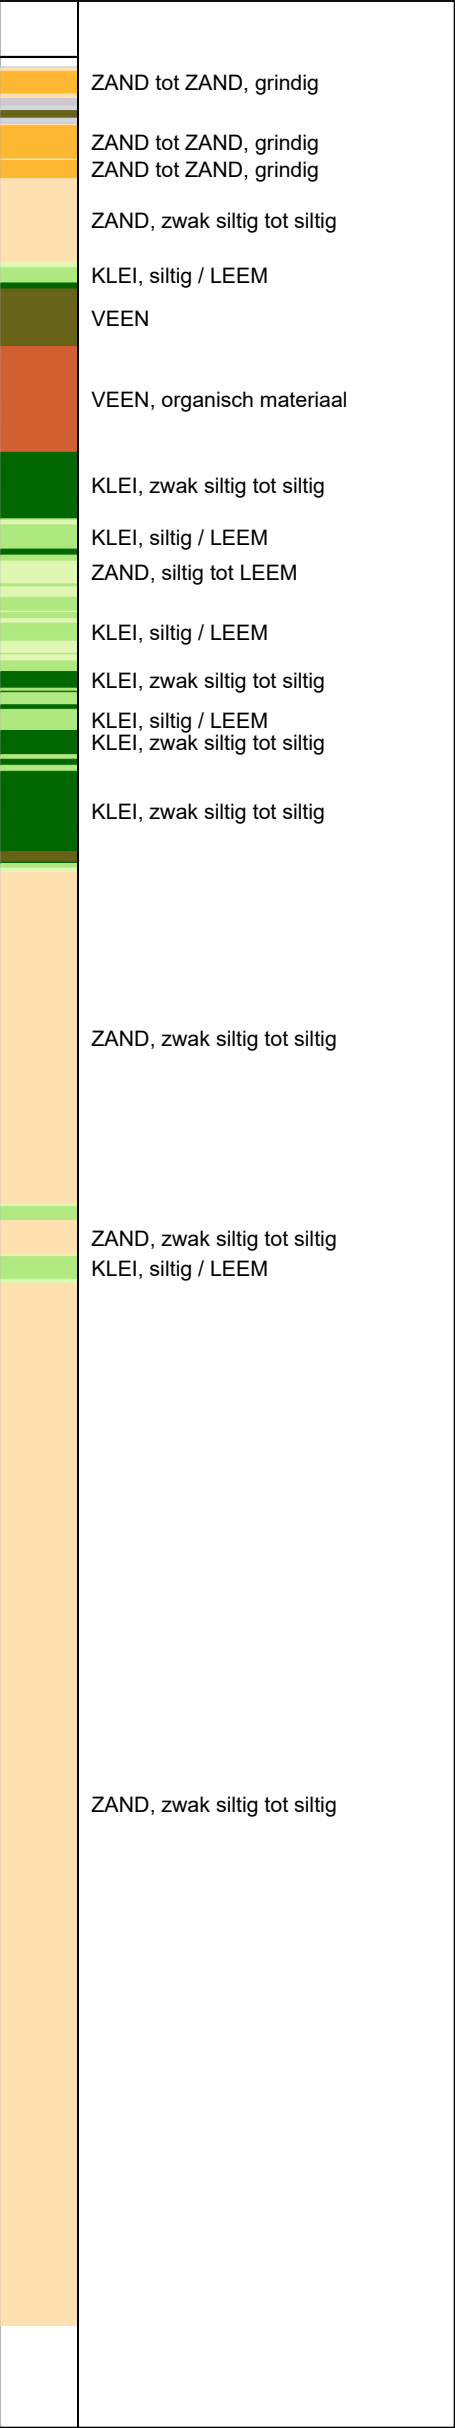 ZAND tot ZAND, grindig
ZAND tot ZAND, grindig
ZAND tot ZAND, grindig
ZAND, zwak siltig tot siltig
KLEI, siltig / LEEM
VEEN
VEEN, organisch materiaal
KLEI, zwak siltig tot siltig
KLEI, siltig / LEEM
ZAND, siltig tot LEEM
KLEI, siltig / LEEM
KLEI, zwak siltig tot siltig
KLEI, siltig / LEEM
KLEI, zwak siltig tot siltig
KLEI, zwak siltig tot siltig
ZAND, zwak siltig tot siltig
ZAND, zwak siltig tot siltig
KLEI, siltig / LEEM
ZAND, zwak siltig tot siltig